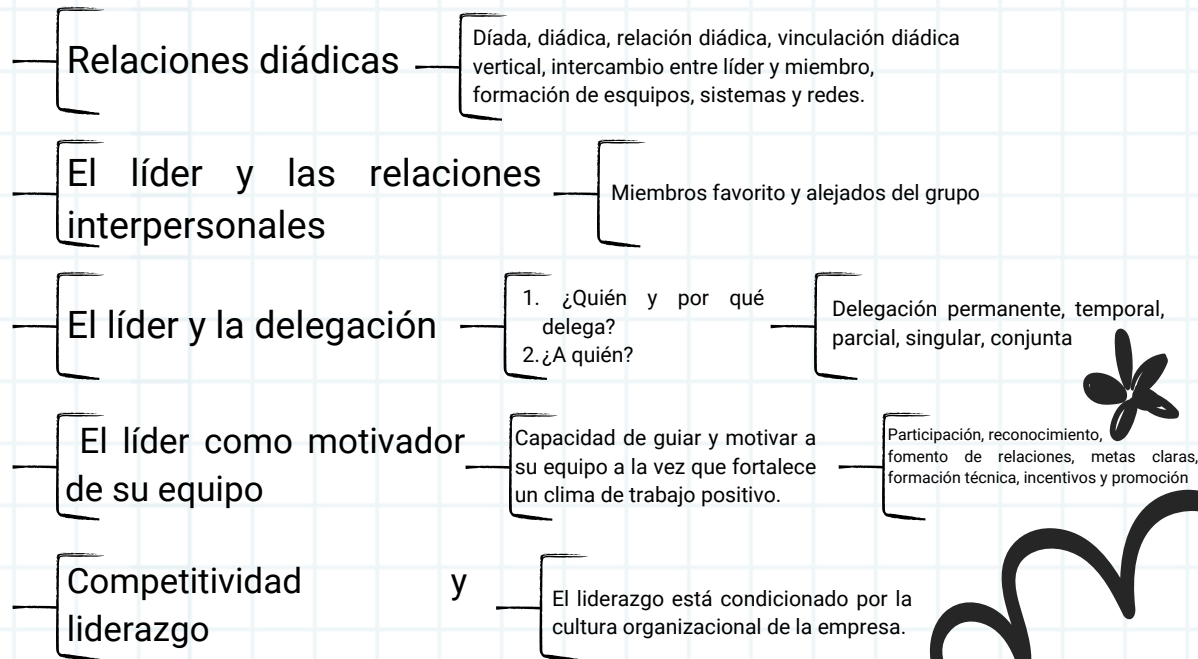 Relaciones diádicas
Díada, diádica, relación diádica, vinculación diádica
vertical, intercambio entre líder y miembro,
formación de esquipos, sistemas y redes.
El líder y las relaciones
interpersonales
Miembros favorito y alejados del grupo
El líder y la delegación
1. ¿Quién y por qué
delega?
2. ¿A quién?
Delegación permanente, temporal,
parcial, singular, conjunta
El líder como motivador
de su equipo
Capacidad de guiar y motivar a
su equipo a la vez que fortalece
un clima de trabajo positivo.
Participación, reconocimiento,
fomento de relaciones, metas claras,
formación técnica, incentivos y promoción
Competitividad y
liderazgo
El liderazgo está condicionado por la
cultura organizacional de la empresa.